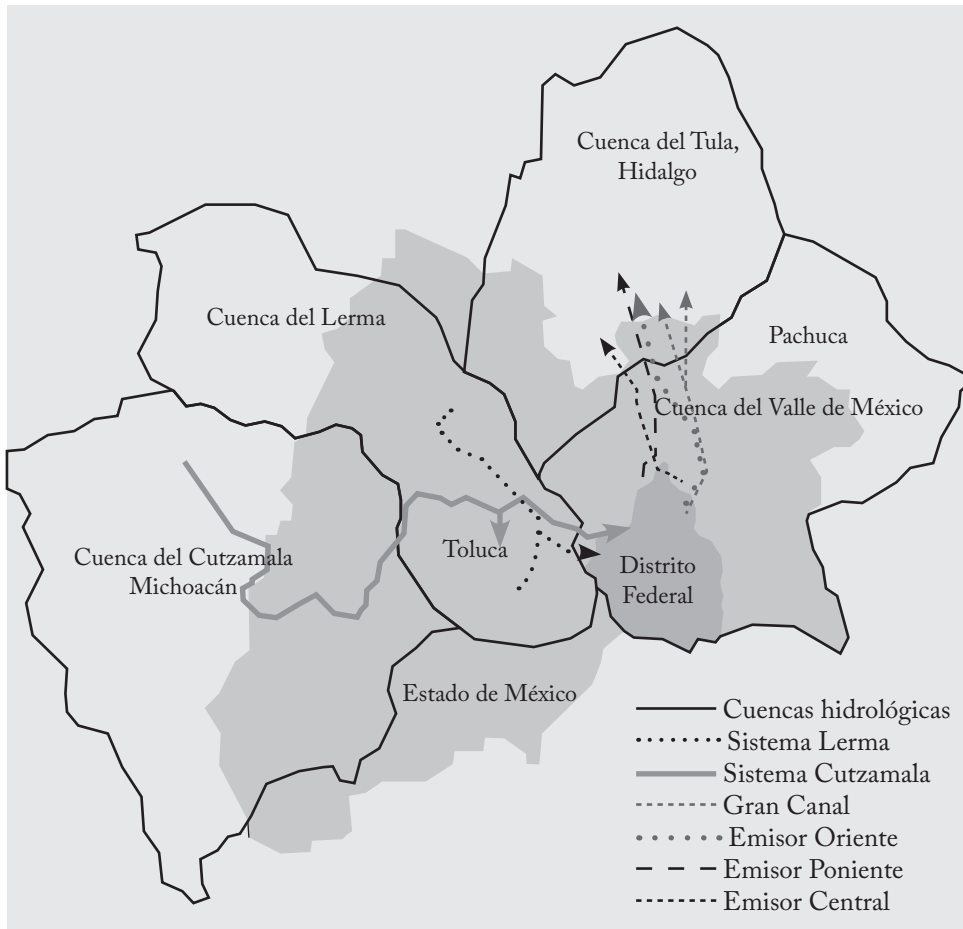 Cuenca del Tula,
Hidalgo
Cuenca del Lerma
Pachuca
Cuenca del Valle de México
Toluca
Cuenca del Cutzamala
Michoacán
Distrito
Federal
Estado de México
Cuencas hidrológicas
Sistema Lerma
Sistema Cutzamala
Gran Canal
Emisor Oriente
Emisor Poniente
Emisor Central